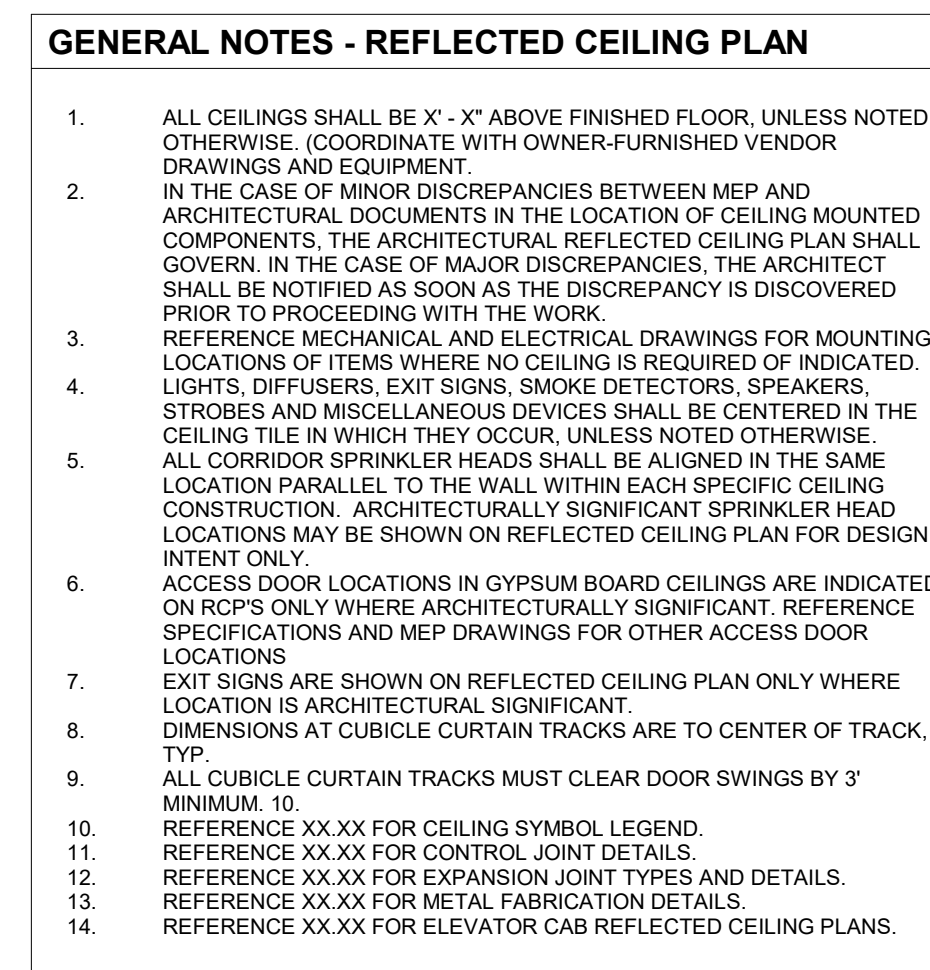 GENERAL NOTES - REFLECTED CEILING PLAN
1. ALL CEILINGS SHALL BE X' - X" ABOVE FINISHED FLOOR, UNLESS NOTED
OTHERWISE. (COORDINATE WITH OWNER-FURNISHED VENDOR
DRAWINGS AND EQUIPMENT.
2. IN THE CASE OF MINOR DISCREPANCIES BETWEEN MEP AND
ARCHITECTURAL DOCUMENTS IN THE LOCATION OF CEILING MOUNTED
COMPONENTS, THE ARCHITECTURAL REFLECTED CEILING PLAN SHALL
GOVERN. IN THE CASE OF MAJOR DISCREPANCIES, THE ARCHITECT
SHALL BE NOTIFIED AS SOON AS THE DISCREPANCY IS DISCOVERED
PRIOR TO PROCEEDING WITH THE WORK.
3. REFERENCE MECHANICAL AND ELECTRICAL DRAWINGS FOR MOUNTING
LOCATIONS OF ITEMS WHERE NO CEILING IS REQUIRED OF INDICATED.
4. LIGHTS, DIFFUSERS, EXIT SIGNS, SMOKE DETECTORS, SPEAKERS,
STROBES AND MISCELLANEOUS DEVICES SHALL BE CENTERED IN THE
CEILING TILE IN WHICH THEY OCCUR, UNLESS NOTED OTHERWISE.
5. ALL CORRIDOR SPRINKLER HEADS SHALL BE ALIGNED IN THE SAME
LOCATION PARALLEL TO THE WALL WITHIN EACH SPECIFIC CEILING
CONSTRUCTION. ARCHITECTURALLY SIGNIFICANT SPRINKLER HEAD
LOCATIONS MAY BE SHOWN ON REFLECTED CEILING PLAN FOR DESIGN
INTENT ONLY.
6. ACCESS DOOR LOCATIONS IN GYPSUM BOARD CEILINGS ARE INDICATED
ON RCP'S ONLY WHERE ARCHITECTURALLY SIGNIFICANT. REFERENCE
SPECIFICATIONS AND MEP DRAWINGS FOR OTHER ACCESS DOOR
LOCATIONS
7. EXIT SIGNS ARE SHOWN ON REFLECTED CEILING PLAN ONLY WHERE
LOCATION IS ARCHITECTURAL SIGNIFICANT.
8. DIMENSIONS AT CUBICLE CURTAIN TRACKS ARE TO CENTER OF TRACK,
TYP.
9. ALL CUBICLE CURTAIN TRACKS MUST CLEAR DOOR SWINGS BY 3'
MINIMUM. 10.
10. REFERENCE XX.XX FOR CEILING SYMBOL LEGEND.
11. REFERENCE XX.XX FOR CONTROL JOINT DETAILS.
12. REFERENCE XX.XX FOR EXPANSION JOINT TYPES AND DETAILS.
13. REFERENCE XX.XX FOR METAL FABRICATION DETAILS.
14. REFERENCE XX.XX FOR ELEVATOR CAB REFLECTED CEILING PLANS.